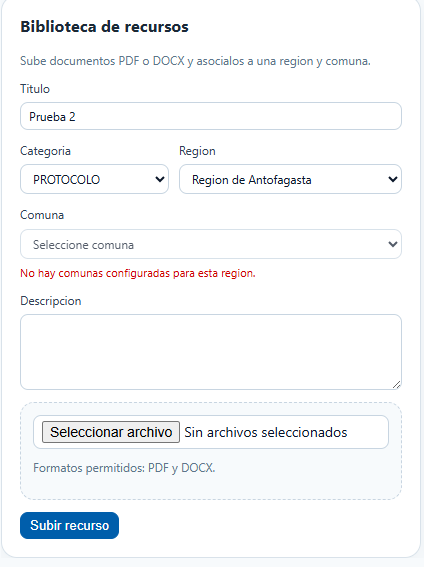 Biblioteca de recursos
Sube documentos PDF o DOCX y asocialos a una region y comuna.
Titulo
Prueba 2
Categoria
Region
PROTOCOLO
Region de Antofagasta
Comuna
Seleccione comuna
No hay comunas configuradas para esta region.
Descripcion
Seleccionar archivo Sin archivos seleccionados
Formatos permitidos: PDF y DOCX.
Subir recurso